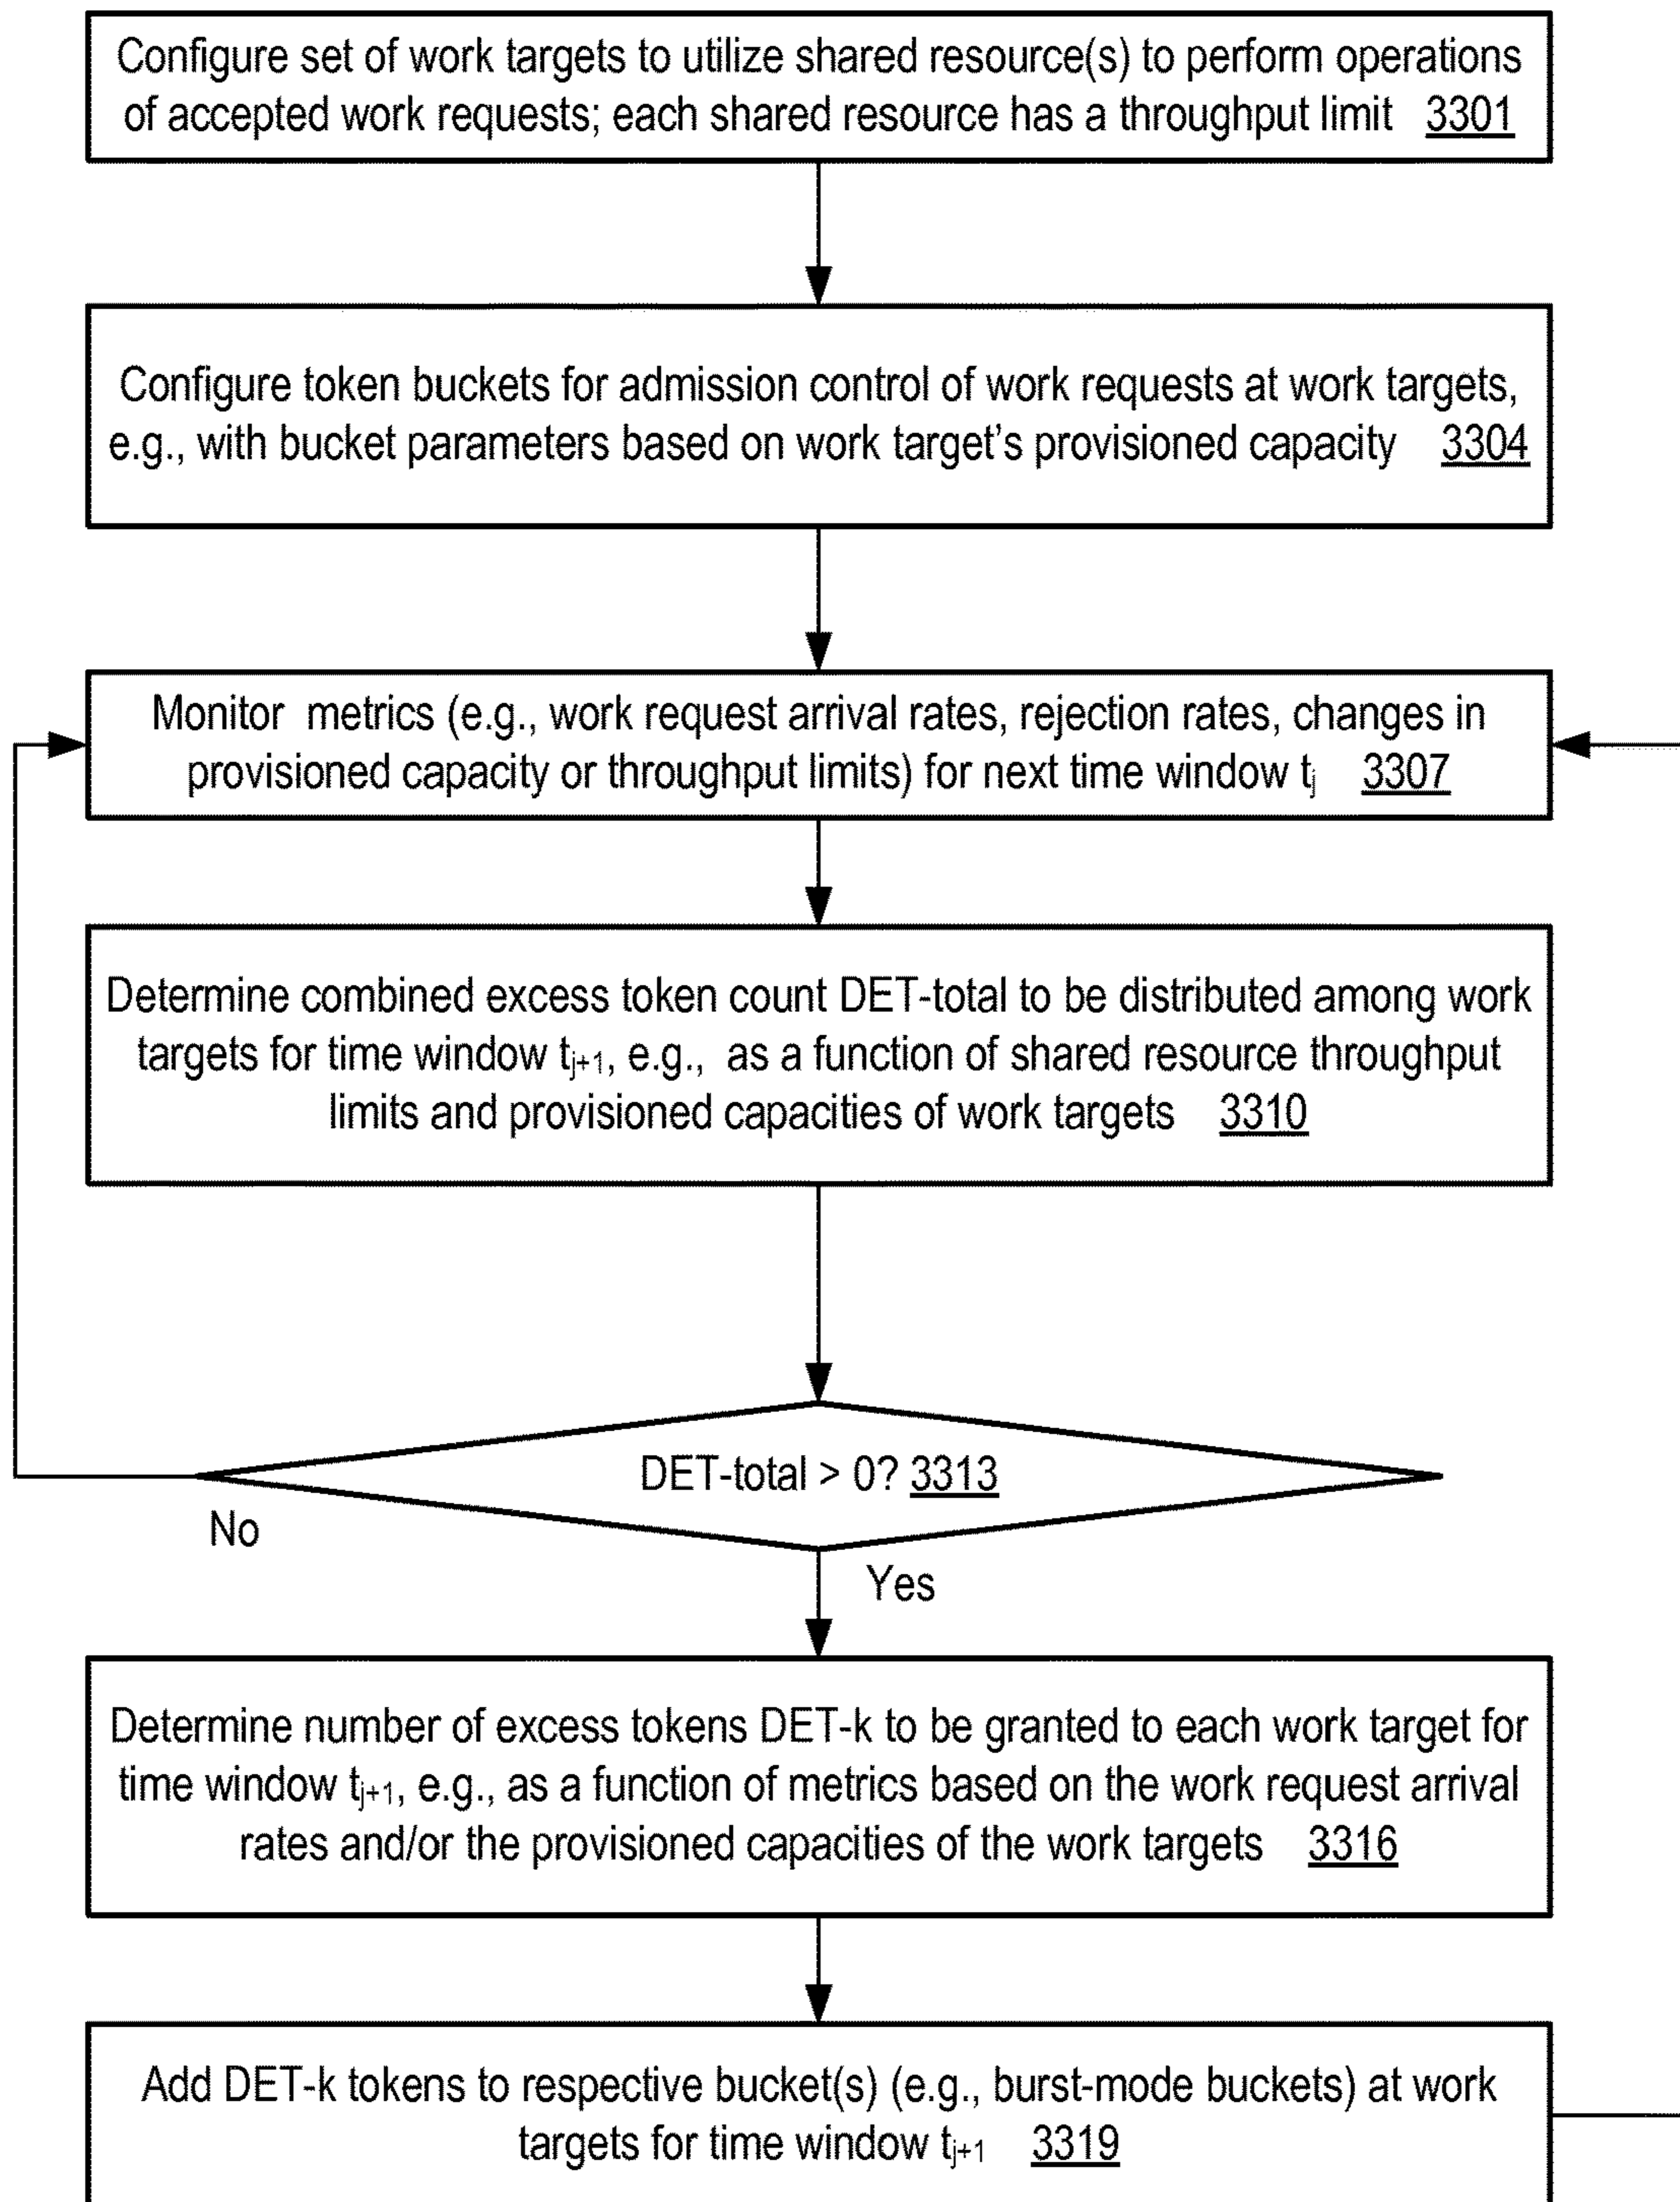 Configure set of work targets to utilize shared resource(s) to perform operations
of accepted work requests; each shared resource has a throughput limit 3301
Configure token buckets for admission control of work requests at work targets,
e.g., with bucket parameters based on work target's provisioned capacity 3304
Monitor metrics (e.g., work request arrival rates, rejection rates, changes in
provisioned capacity or throughput limits) for next time window tj 3307
Determine combined excess token count DET-total to be distributed among work
targets for time window tj+1, e.g., as a function of shared resource throughput
limits and provisioned capacities of work targets 3310
DET-total > 0? 3313
No
Yes
Determine number of excess tokens DET-k to be granted to each work target for
time window tj+1, e.g., as a function of metrics based on the work request arrival
rates and/or the provisioned capacities of the work targets 3316
Add DET-k tokens to respective bucket(s) (e.g., burst-mode buckets) at work
targets for time window tj+1 3319